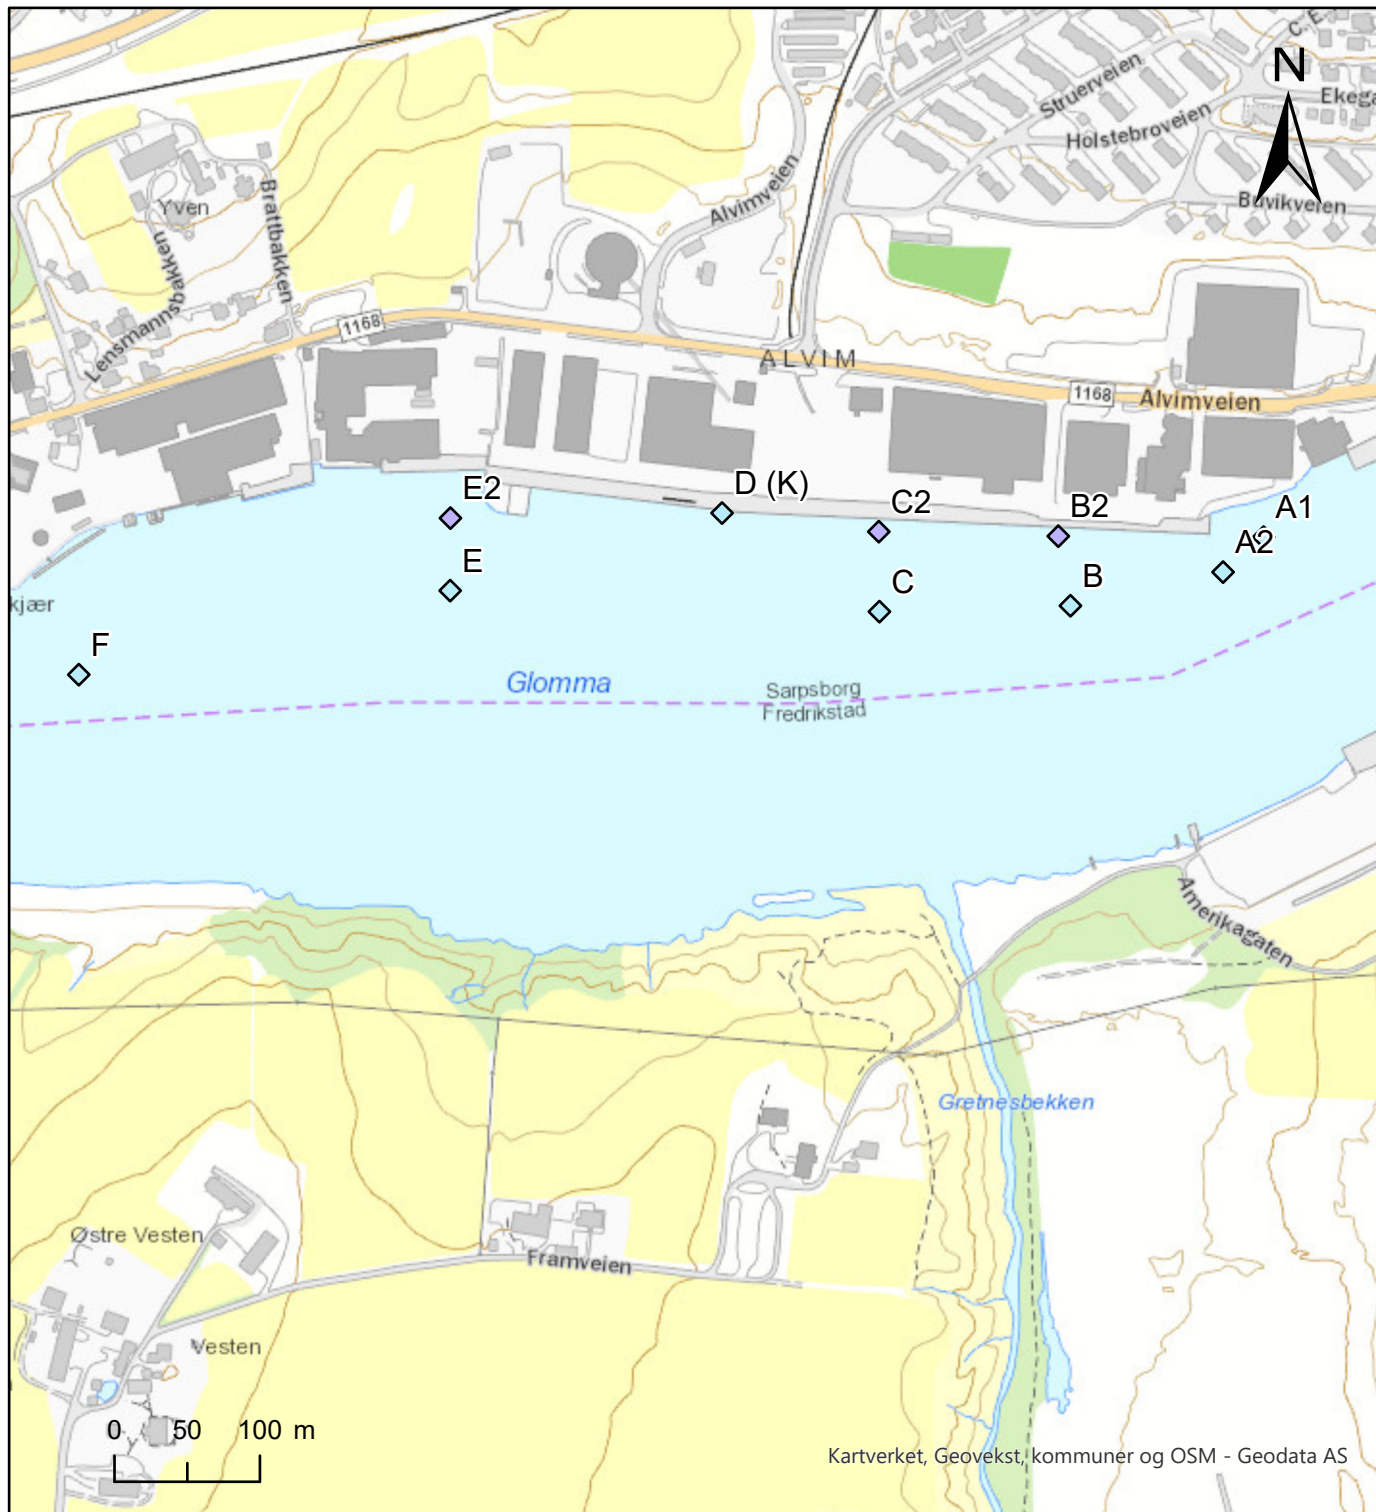 C. E.
N
Ekega
Struerveien
Holstebroveien
Buvikveien
Alvimveien
Yven
Brattbakken
Lensmannsbakken
1168
ALVIM
1168
Alvimveien
E2
D (K)
C2
B2
A1
A2
E
C
B
kjær
F
Glomma
Sarpsborg
Fredrikstad
Amerikagaten
Gretnesbekken
Østre Vesten
Framveien
Vesten
0 50 100 m
Kartverket, Geovekst, kommuner og OSM - Geodata AS